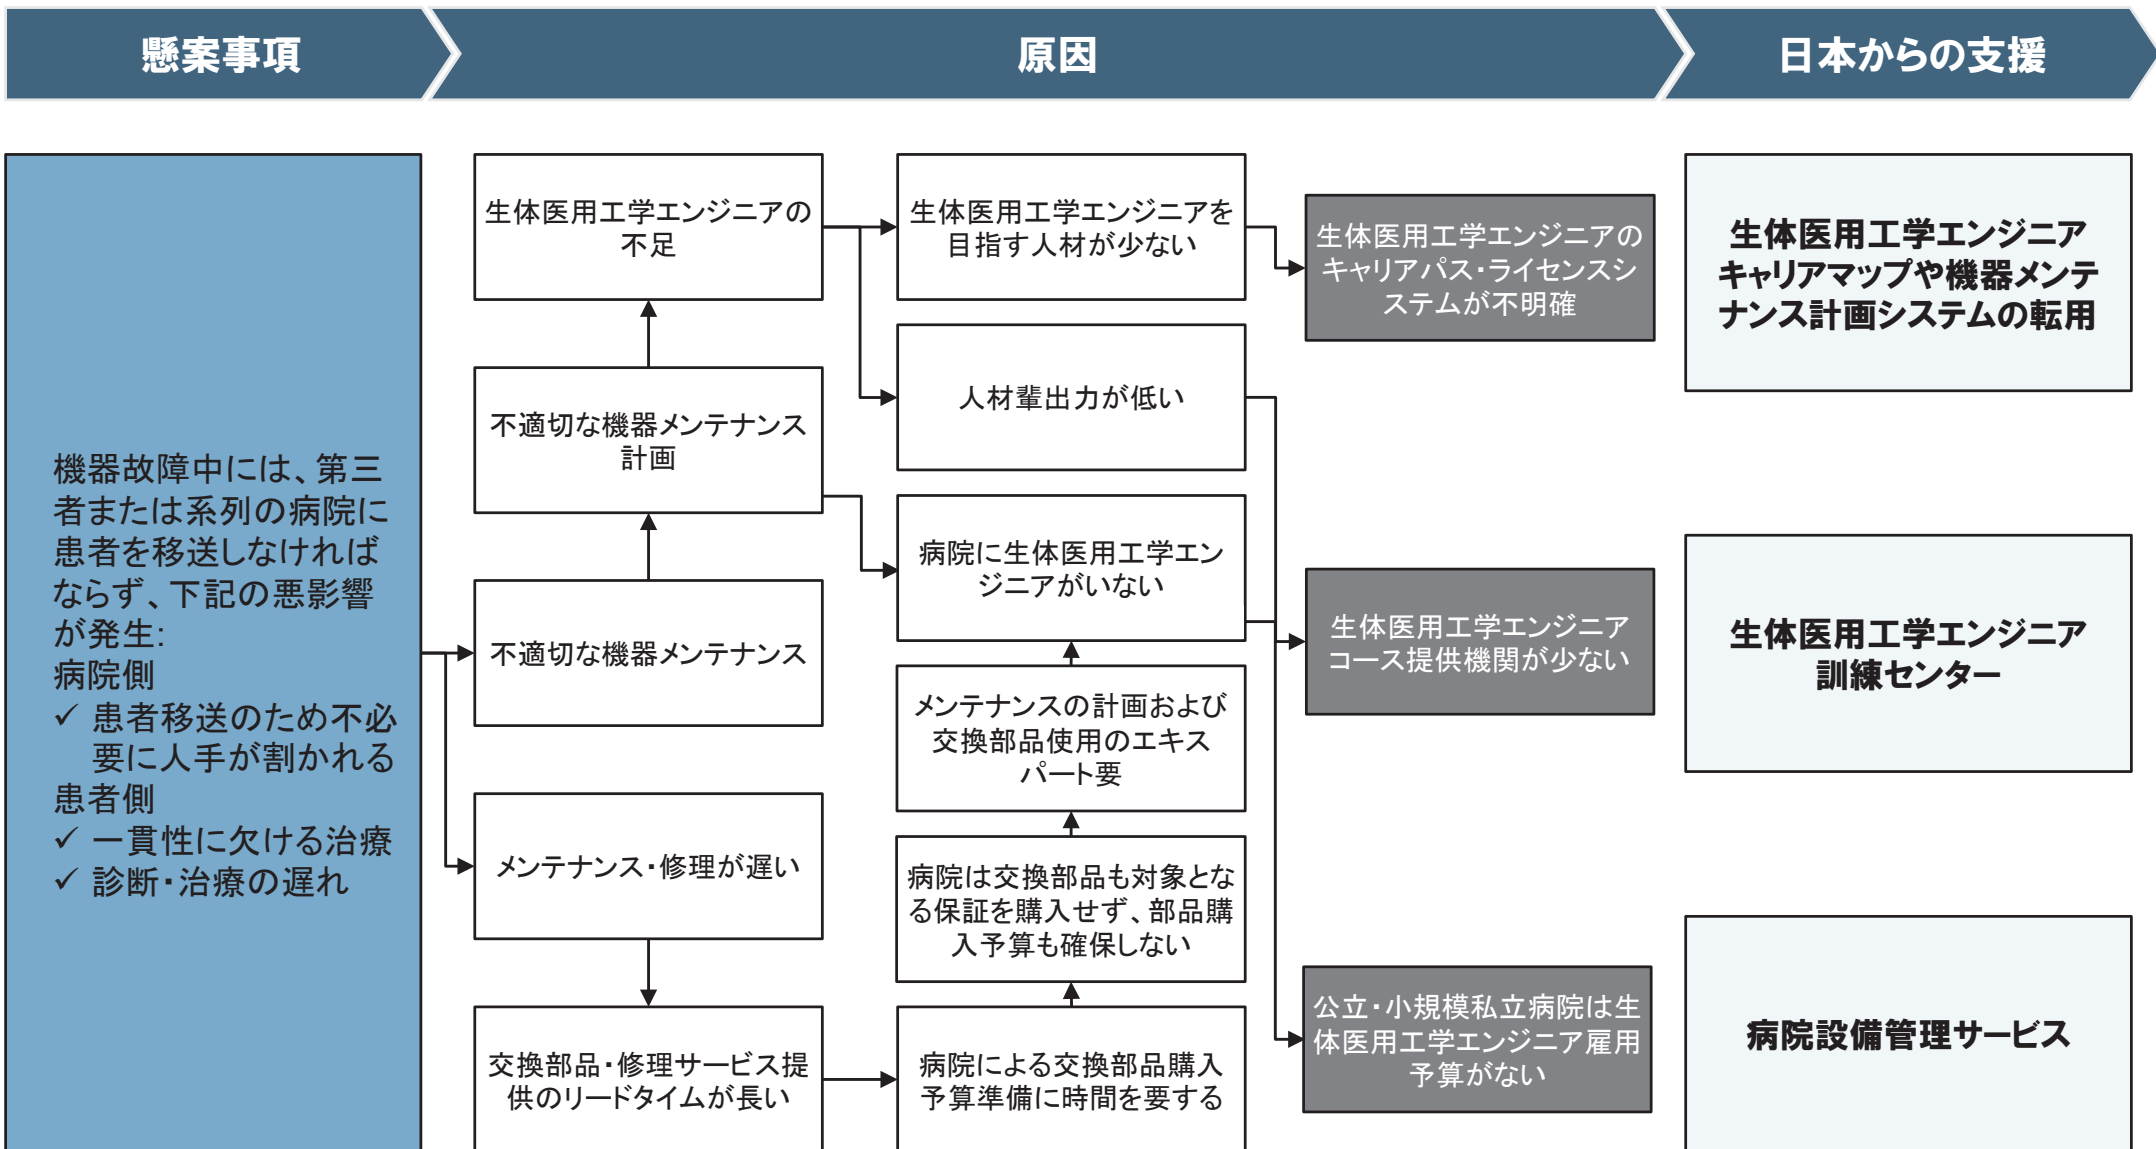 懸案事項
原因
日本からの支援
機器故障中には、第三
者または系列の病院に
患者を移送しなければ
ならず、下記の悪影響
が発生:
病院側
✓ 患者移送のため不必
要に人手が割かれる
患者側
✓ 一貫性に欠ける治療
✓ 診断・治療の遅れ
生体医用工学エンジニアの
不足
不適切な機器メンテナンス
計画
不適切な機器メンテナンス
メンテナンス・修理が遅い
交換部品・修理サービス提
供のリードタイムが長い
生体医用工学エンジニアを
目指す人材が少ない
人材輩出力が低い
病院に生体医用工学エン
ジニアがいない
メンテナンスの計画および
交換部品使用のエキス
パート要
病院は交換部品も対象とな
る保証を購入せず、部品購
入予算も確保しない
病院による交換部品購入
予算準備に時間を要する
生体医用工学エンジニアの
キャリアパス・ライセンスシ
ステムが不明確
生体医用工学エンジニア
コース提供機関が少ない
公立・小規模私立病院は生
体医用工学エンジニア雇用
予算がない
生体医用工学エンジニア
キャリアマップや機器メンテ
ナンス計画システムの転用
生体医用工学エンジニア
訓練センター
病院設備管理サービス